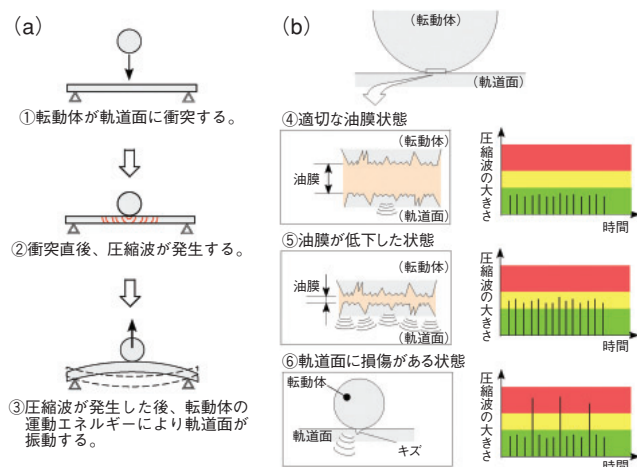 (a)
①転動体が軌道面に衝突する。
②衝突直後、圧縮波が発生する。
③圧縮波が発生した後、転動体の
運動エネルギーにより軌道面が
振動する。
(b)
(転動体)
(軌道面)
④適切な油膜状態
(転動体)
油膜
(軌道面)
圧縮波の大きさ
時間
⑤油膜が低下した状態
(転動体)
油膜
(軌道面)
圧縮波の大きさ
時間
⑥軌道面に損傷がある状態
転動体
軌道面
キズ
圧縮波の大きさ
時間